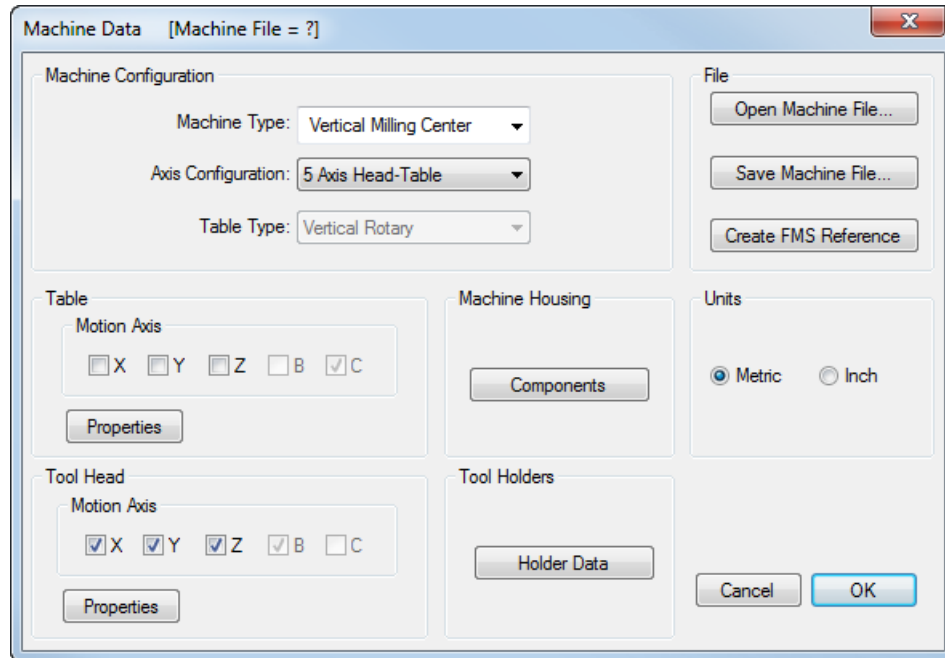 Machine Data [Machine File = ?]
Machine Configuration
Machine Type: Vertical Milling Center
Axis Configuration: 5 Axis Head-Table
Table Type: Vertical Rotary
File
Open Machine File...
Save Machine File...
Create FMS Reference
Table
Motion Axis
X Y Z B C
Properties
Machine Housing
Components
Units
Metric Inch
Tool Head
Motion Axis
X Y Z B C
Properties
Tool Holders
Holder Data
Cancel OK